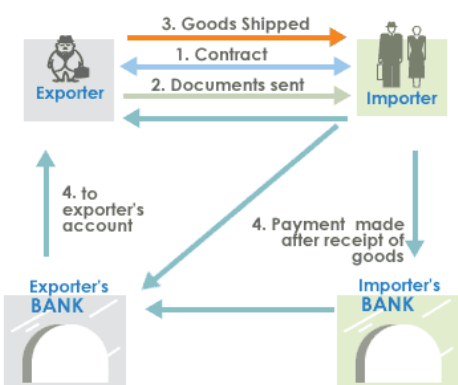 3. Goods Shipped
1. Contract
2. Documents sent
Exporter
Importer
4. to
exporter's
account
4. Payment made
after receipt of
goods
Exporter's
BANK
Importer's
BANK